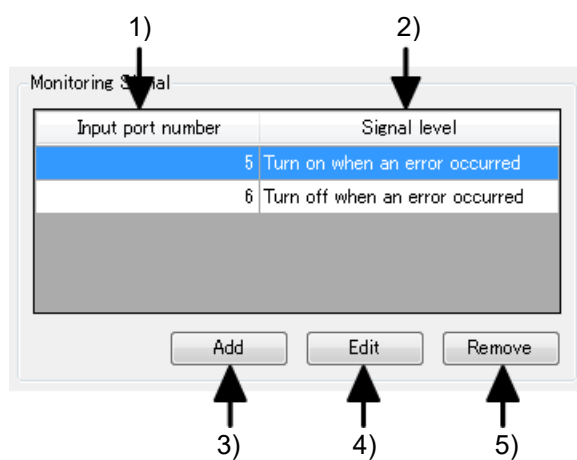 1) 2)
Monitoring Signal
Input port number Signal level
5 Turn on when an error occurred
6 Turn off when an error occurred
Add Edit Remove
3) 4) 5)